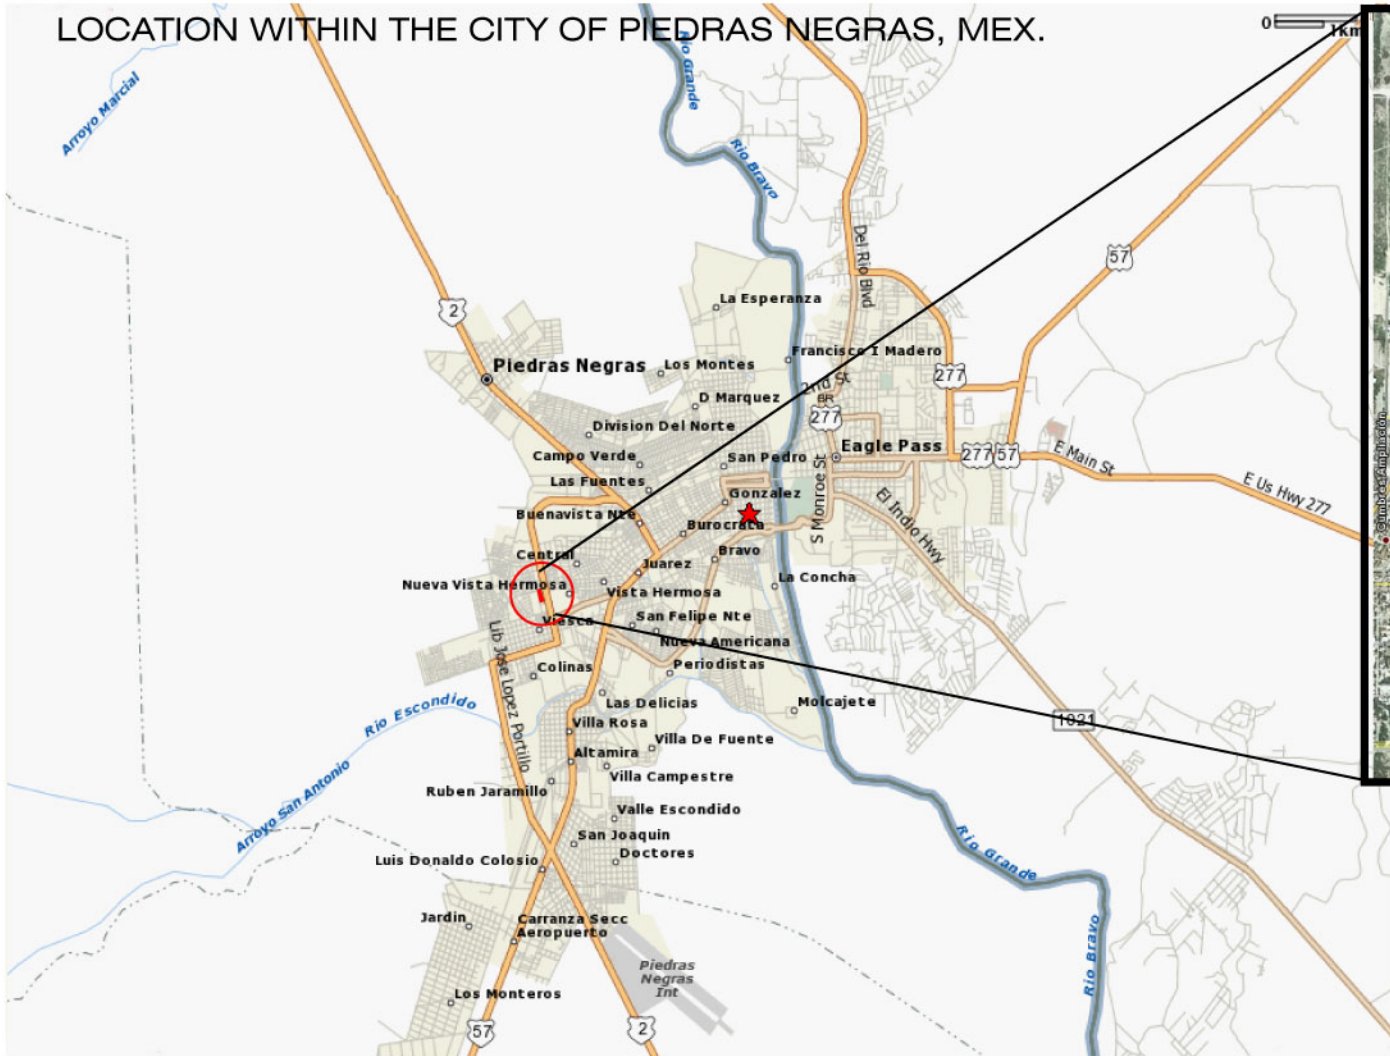 LOCATION WITHIN THE CITY OF PIEDRAS NEGRAS, MEX.
0
1km
Rio Grande
Arroyo Marcial
Rio Bravo
57
Del Rio Blvd
La Esperanza
2
Francisco I Madero
Piedras Negras
Los Montes
277
2nd St
BR
277
D Marquez
Division Del Norte
Eagle Pass
277
57
E Main St
Campo Verde
San Pedro
Las Fuentes
E Us Hwy 277
Cumbres Ampliación
Gonzalez
S Monroe St
El Indio Hwy
Buenavista Nte
Burocrata
Central
Bravo
Juarez
La Concha
Nueva Vista Hermosa
Vista Hermosa
Viesca
San Felipe Nte
Nueva Americana
Lib Jose Lopez Portillo
Colinas
Periodistas
Rio Escondido
Las Delicias
Molcajete
1021
Villa Rosa
Villa De Fuente
Altamira
Villa Campestre
Arroyo San Antonio
Ruben Jaramillo
Valle Escondido
San Joaquin
Doctores
Rio Grande
Luis Donaldo Colosio
Jardin
Carranza Secc
Aeropuerto
Rio Bravo
Piedras
Negras
Int
Los Monteros
57
2